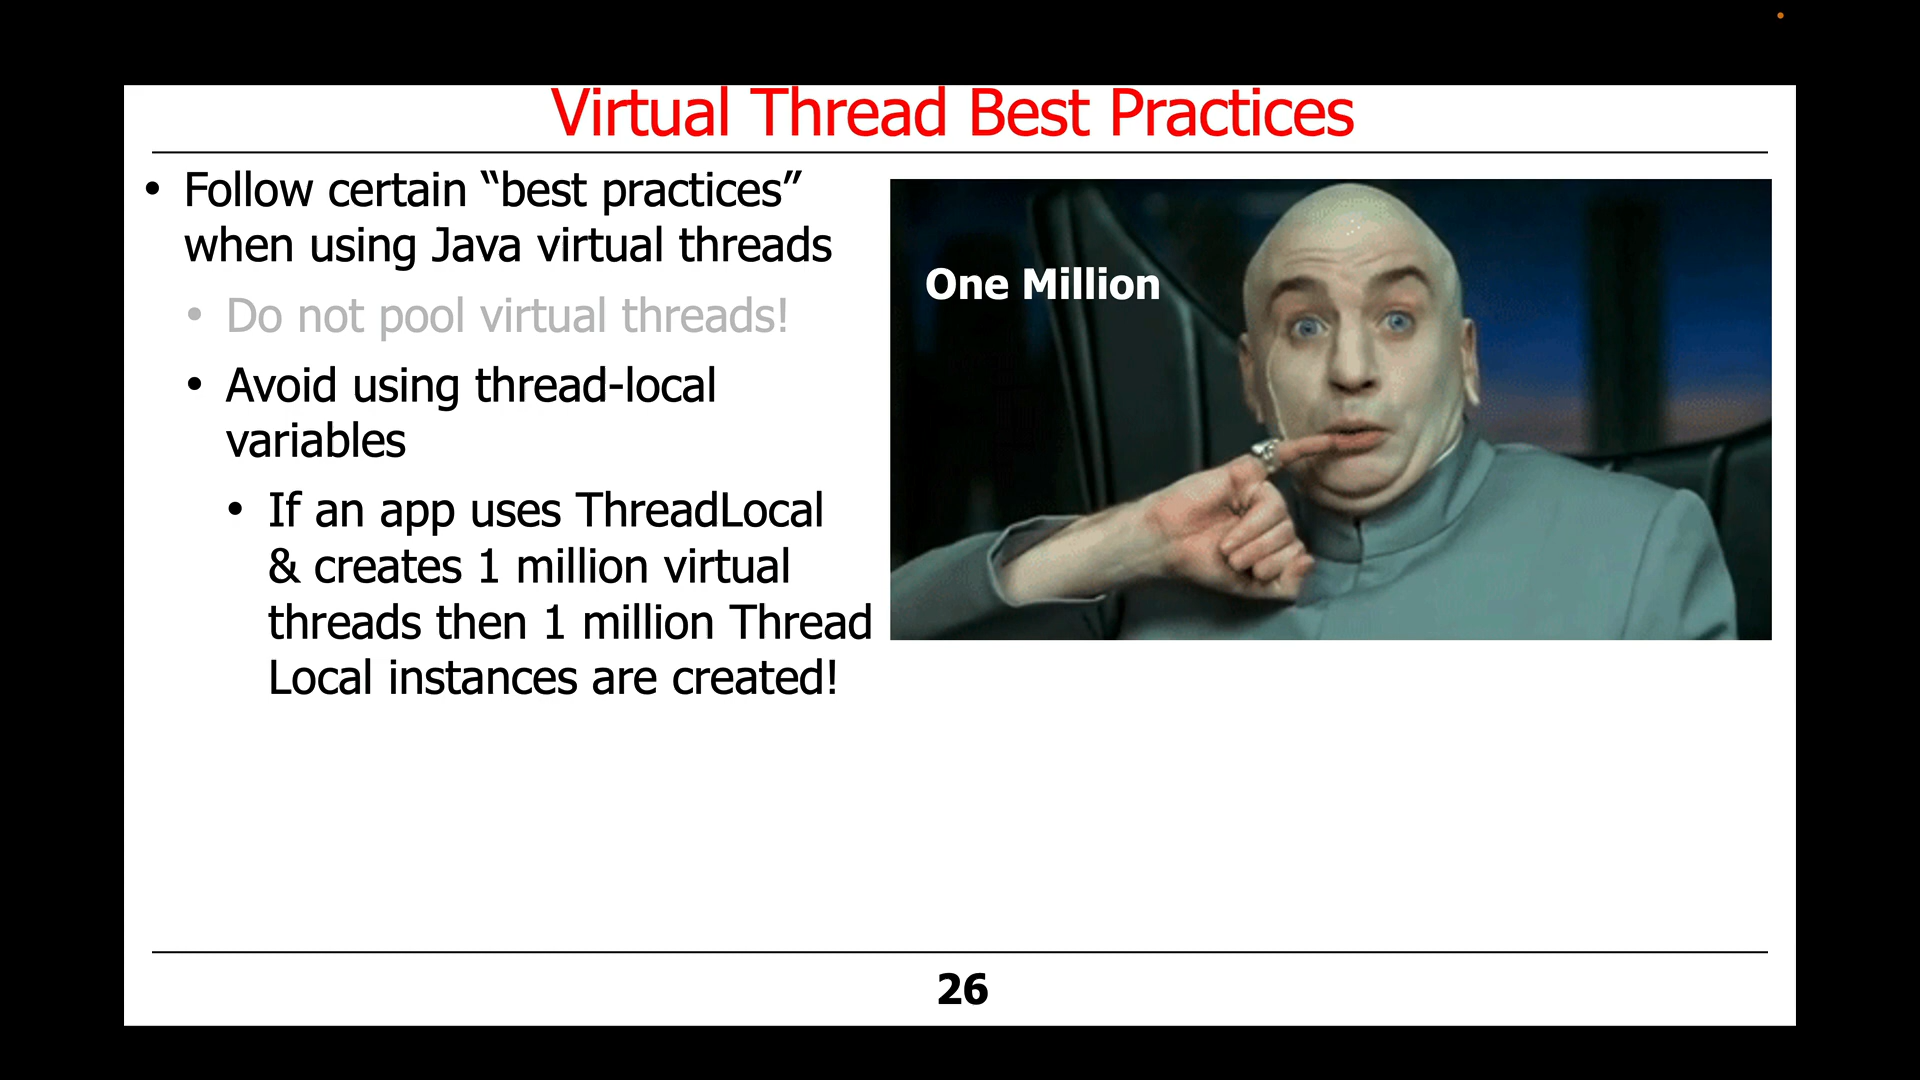 Virtual Thread Best Practices
• Follow certain “best practices”
when using Java virtual threads
• Do not pool virtual threads!
• Avoid using thread-local
variables
• If an app uses ThreadLocal
& creates 1 million virtual
threads then 1 million Thread
Local instances are created!
One Million
26